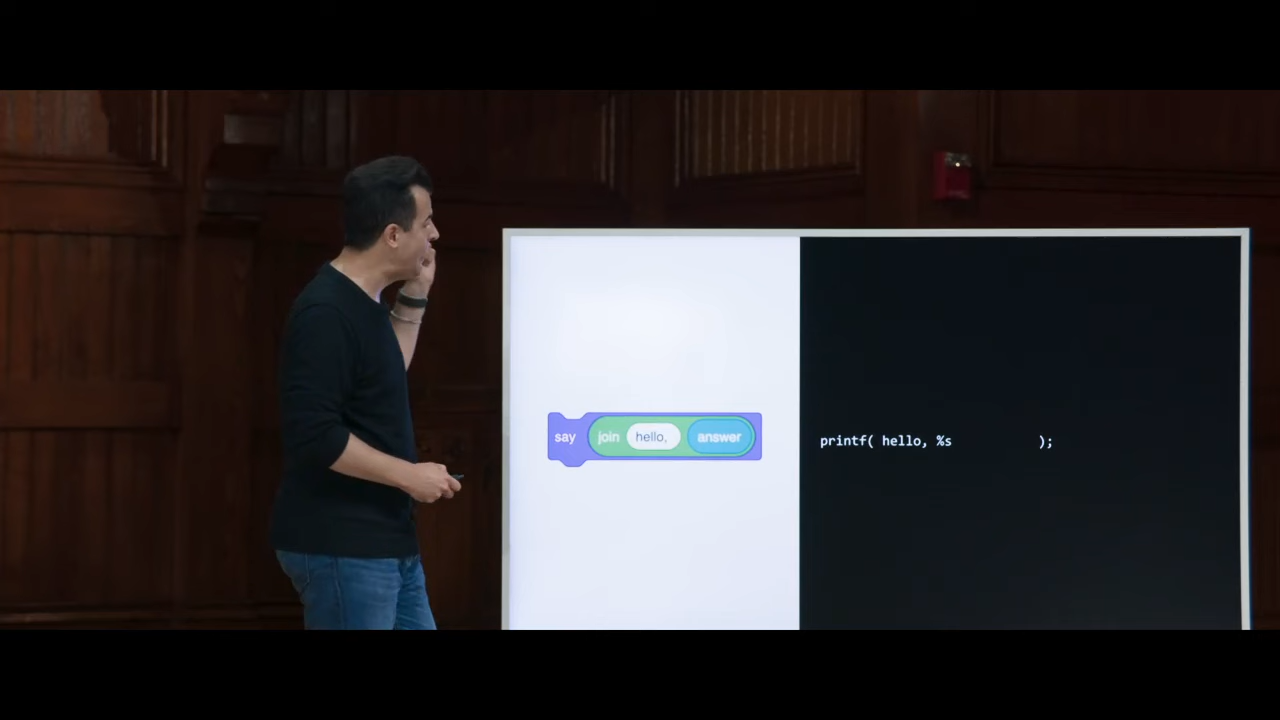 say join hello, answer
printf( hello, %s );